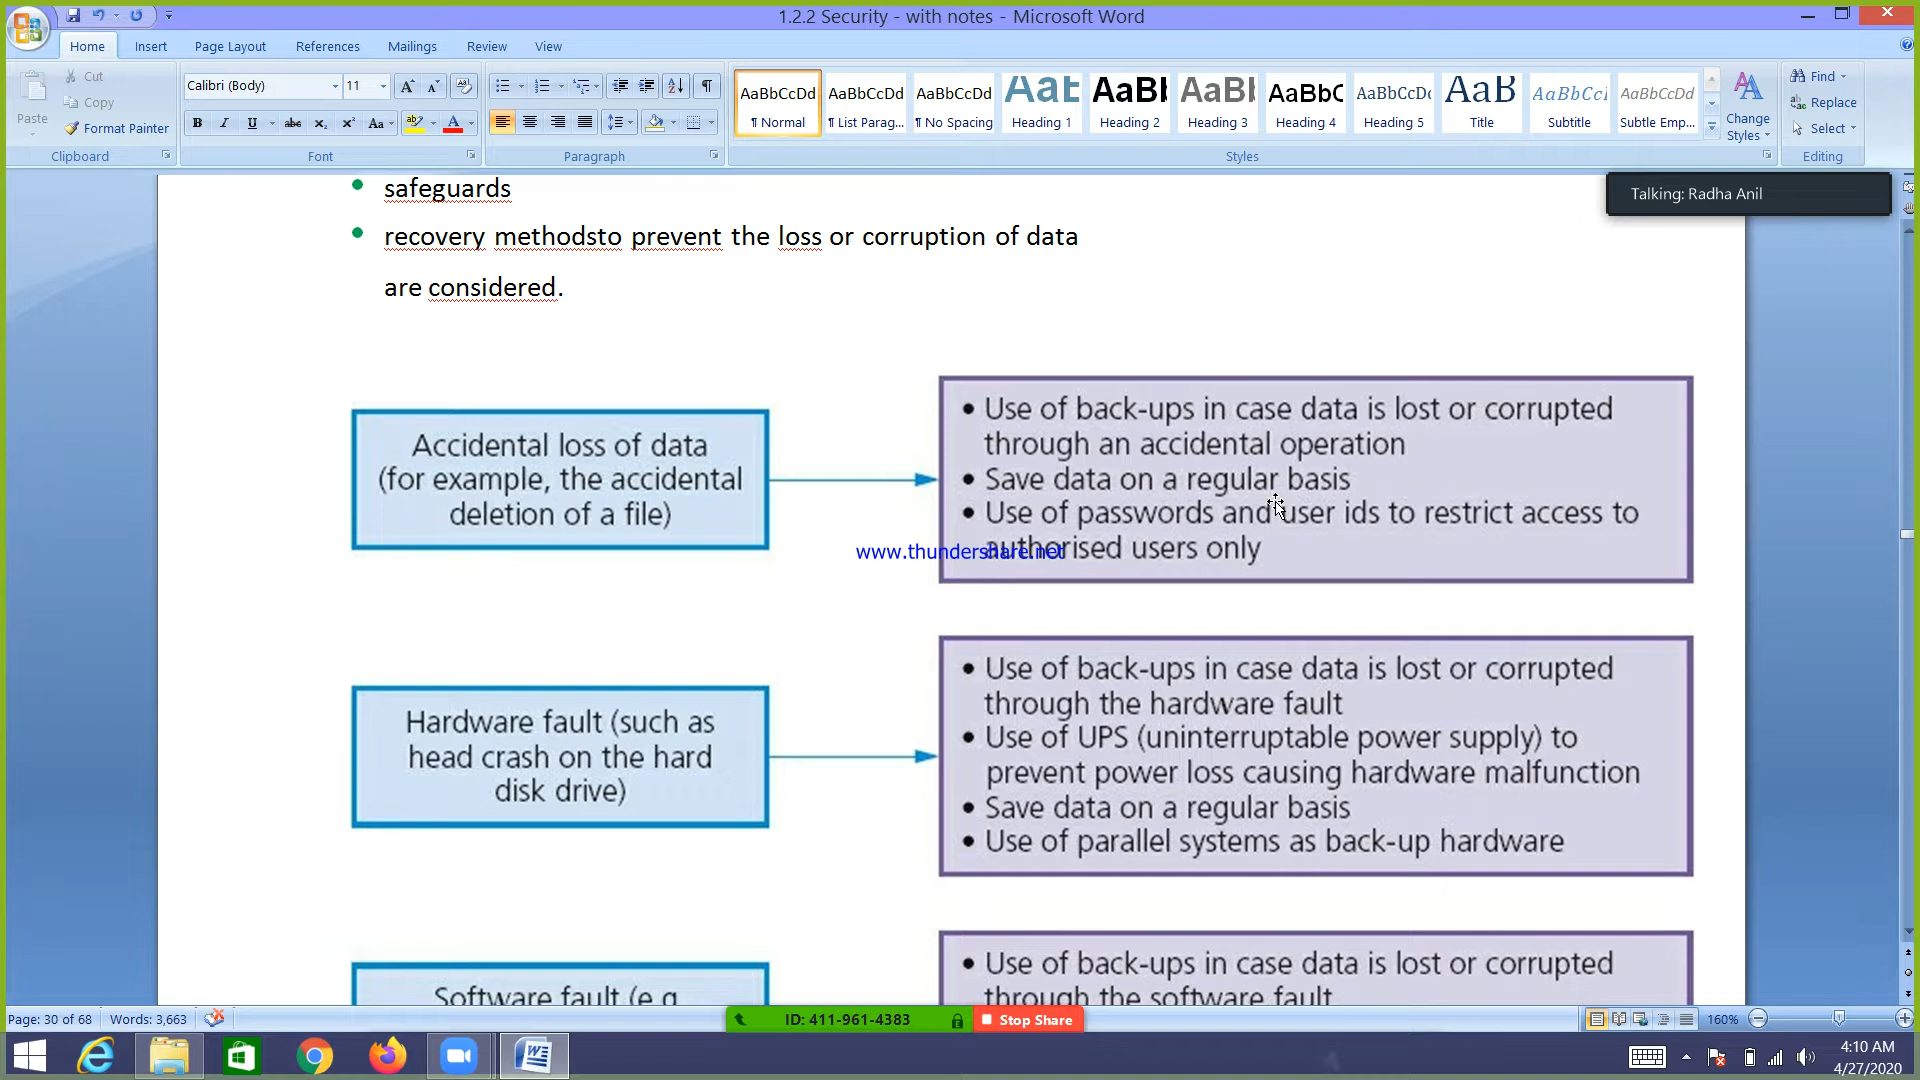 1.2.2 Security - with notes - Microsoft Word
Home Insert Page Layout References Mailings Review View
Cut
Copy
Paste
Format Painter
Clipboard
Calibri (Body) 11
B I U abc x₂ x² Aa
Font
Paragraph
AaBbCcDd AaBbCcDd AaBbCcDd AaE AaBl AaBl AaBbC AaBbCcDc AaB AaBbCcI AaBbCcDd
¶ Normal ¶ List Parag... ¶ No Spacing Heading 1 Heading 2 Heading 3 Heading 4 Heading 5 Title Subtitle Subtle Emp...
Change
Styles
Styles
Find
Replace
Select
Editing
Talking: Radha Anil
• safeguards
• recovery methodsto prevent the loss or corruption of data
are considered.
Accidental loss of data
(for example, the accidental
deletion of a file)
• Use of back-ups in case data is lost or corrupted
through an accidental operation
• Save data on a regular basis
• Use of passwords and user ids to restrict access to
authorised users only
www.thundershare.net
Hardware fault (such as
head crash on the hard
disk drive)
• Use of back-ups in case data is lost or corrupted
through the hardware fault
• Use of UPS (uninterruptable power supply) to
prevent power loss causing hardware malfunction
• Save data on a regular basis
• Use of parallel systems as back-up hardware
Software fault (e.g.
• Use of back-ups in case data is lost or corrupted
through the software fault
Page: 30 of 68 Words: 3,663
ID: 411-961-4383
Stop Share
160%
4:10 AM
4/27/2020